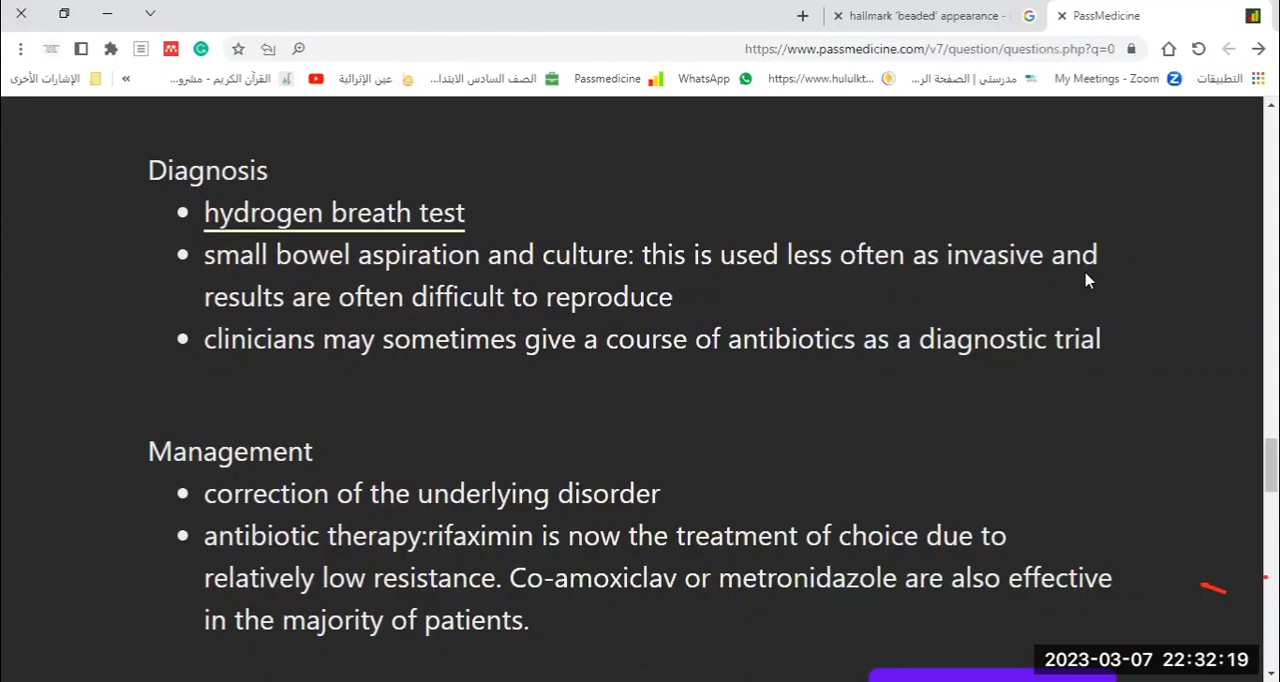 hallmark 'beaded' appearance -
PassMedicine
https://www.passmedicine.com/v7/question/questions.php?q=0
الإشارات الأخرى
«
القرآن الكريم - مشرو...
عين الإثرائية
الصف السادس الابتدا...
Passmedicine
WhatsApp
https://www.hululkt...
مدرستي | الصفحة الر...
My Meetings - Zoom
التطبيقات
Diagnosis
• hydrogen breath test
• small bowel aspiration and culture: this is used less often as invasive and
results are often difficult to reproduce
• clinicians may sometimes give a course of antibiotics as a diagnostic trial
Management
• correction of the underlying disorder
• antibiotic therapy:rifaximin is now the treatment of choice due to
relatively low resistance. Co-amoxiclav or metronidazole are also effective
in the majority of patients.
2023-03-07 22:32:19